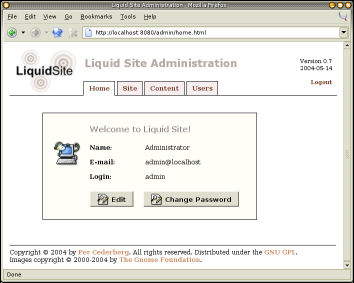 Liquid Site Administration - Mozilla Firefox
File Edit View Go Bookmarks Tools Help
http://localhost:8080/admin/home.html
LiquidSite
Liquid Site Administration
Version 0.7
2004-05-14
Logout
Home Site Content Users
Welcome to Liquid Site!
Name: Administrator
E-mail: admin@localhost
Login: admin
Edit Change Password
Copyright © 2004 by Per Cederberg. All rights reserved. Distributed under the GNU GPL.
Images copyright © 2000-2004 by The Gnome Foundation.
Done